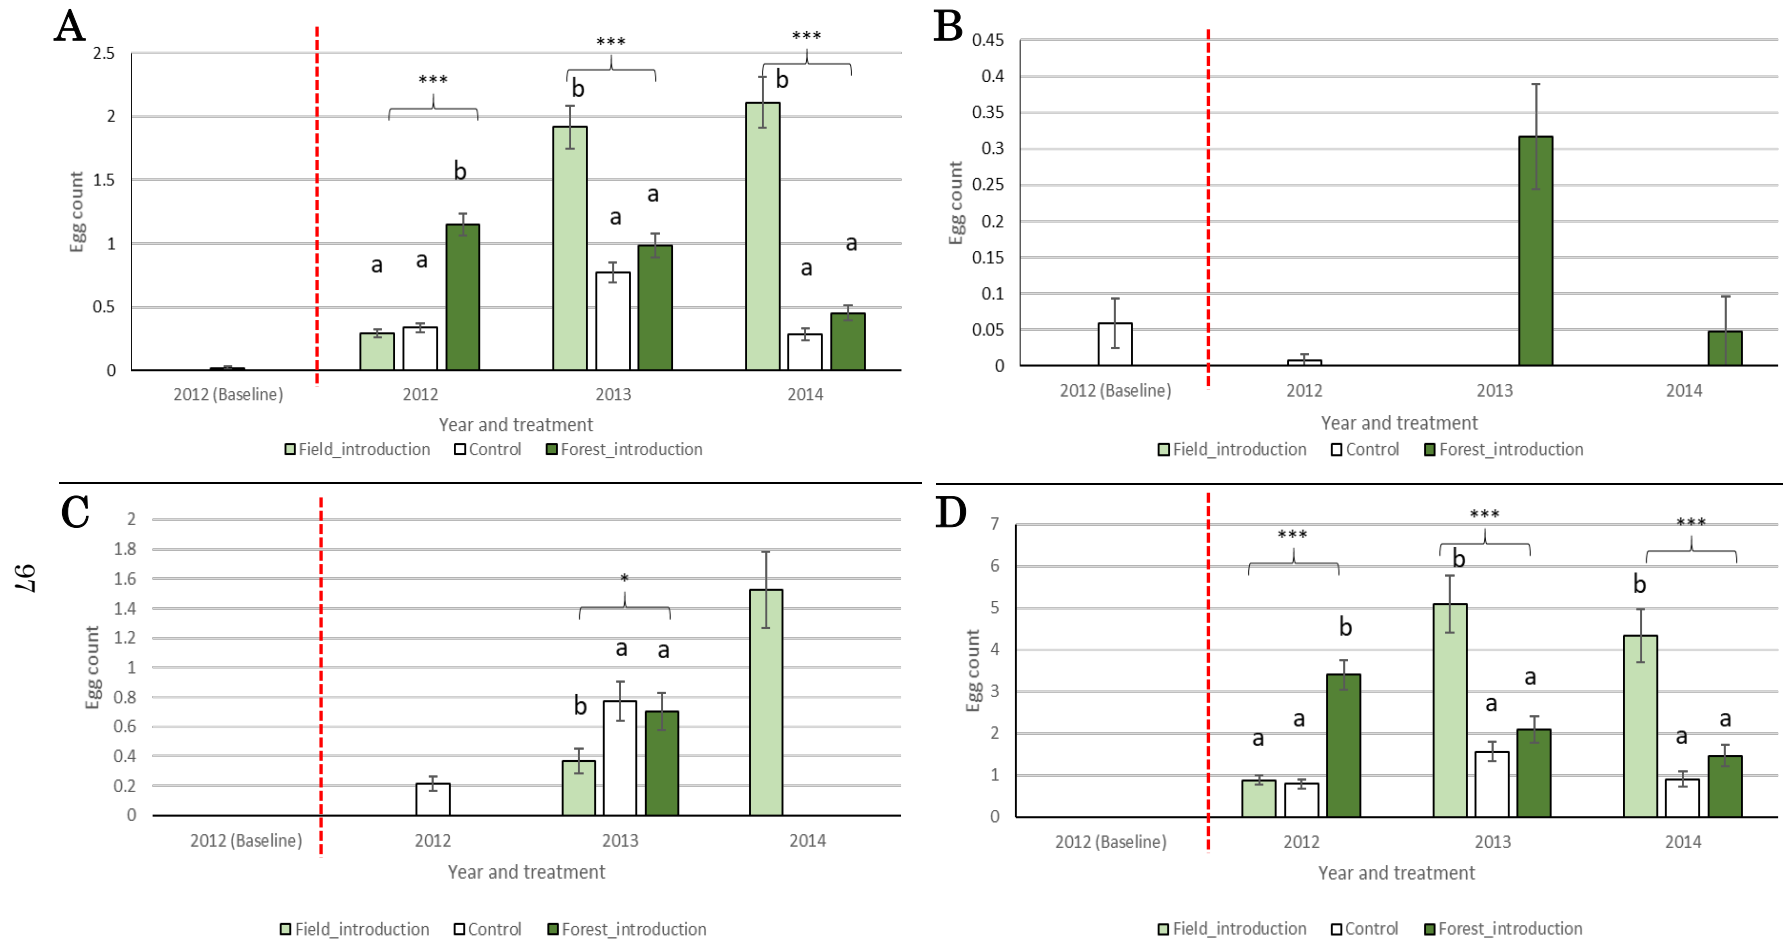 A
2.5
2
1.5
1
0.5
0
Egg count
***
***
***
a
a
b
b
a
a
b
a
a
2012 (Baseline) 2012 2013 2014
Year and treatment
Field_introduction Control Forest_introduction
B
0.45
0.4
0.35
0.3
0.25
0.2
0.15
0.1
0.05
0
Egg count
2012 (Baseline) 2012 2013 2014
Year and treatment
Field_introduction Control Forest_introduction
97
C
2
1.8
1.6
1.4
1.2
1
0.8
0.6
0.4
0.2
0
Egg count
*
b
a
a
2012 (Baseline) 2012 2013 2014
Year and treatment
Field_introduction Control Forest_introduction
D
7
6
5
4
3
2
1
0
Egg count
***
***
***
a
a
b
b
a
a
b
a
a
2012 (Baseline) 2012 2013 2014
Year and treatment
Field_introduction Control Forest_introduction